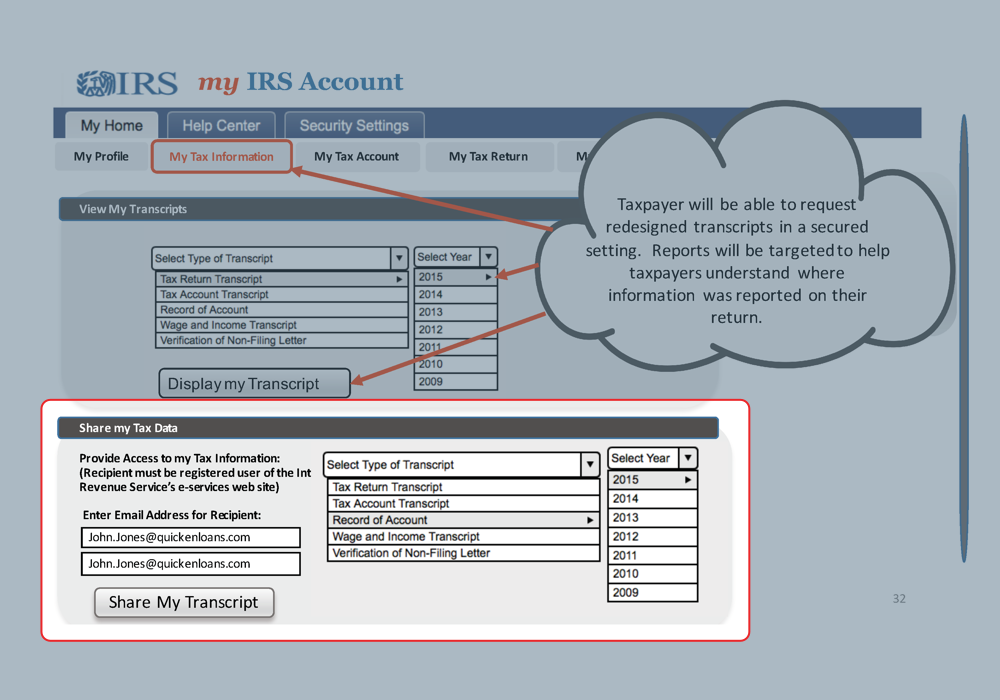 IRS my IRS Account
My Home Help Center Security Settings
My Profile My Tax Information My Tax Account My Tax Return
View My Transcripts
Select Type of Transcript
Tax Return Transcript
Tax Account Transcript
Record of Account
Wage and Income Transcript
Verification of Non-Filing Letter
Select Year
2015
2014
2013
2012
2011
2010
2009
Display my Transcript
Taxpayer will be able to request
redesigned transcripts in a secured
setting. Reports will be targeted to help
taxpayers understand where
information was reported on their
return.
Share my Tax Data
Provide Access to my Tax Information:
(Recipient must be registered user of the Int
Revenue Service's e-services web site)
Enter Email Address for Recipient:
John.Jones@quickenloans.com
John.Jones@quickenloans.com
Share My Transcript
Select Type of Transcript
Tax Return Transcript
Tax Account Transcript
Record of Account
Wage and Income Transcript
Verification of Non-Filing Letter
Select Year
2015
2014
2013
2012
2011
2010
2009
32